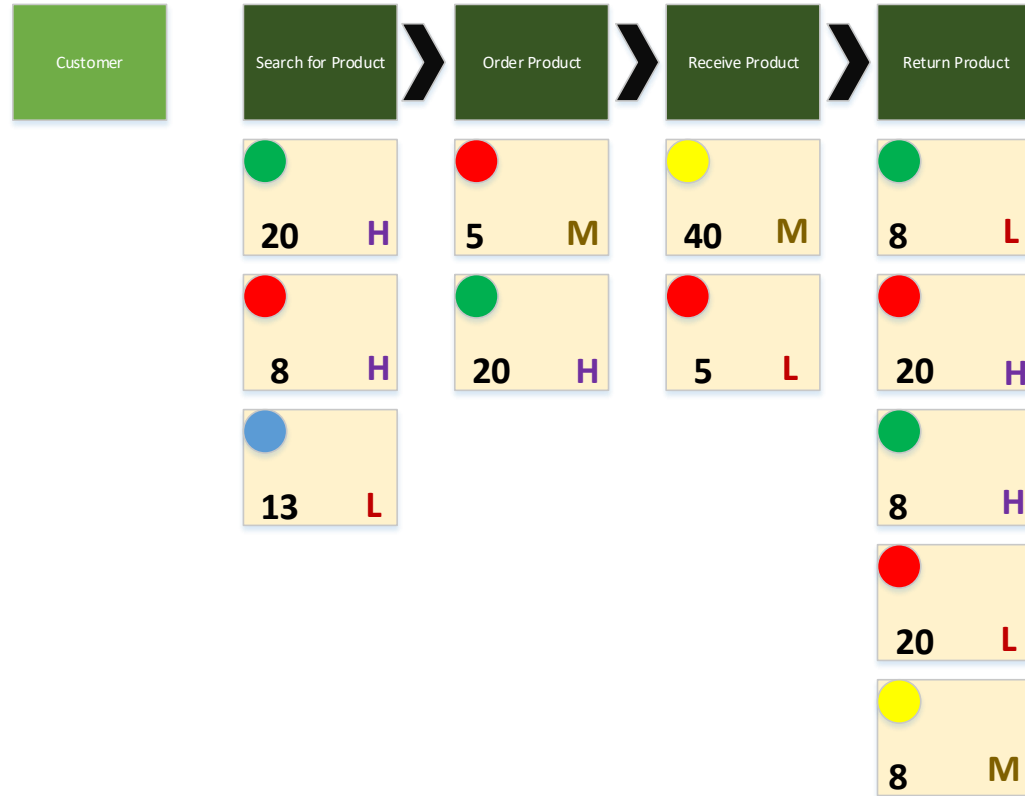 Customer
Search for Product
Order Product
Receive Product
Return Product
20 H
5 M
40 M
8 L
8 H
20 H
5 L
20 H
13 L
8 H
20 L
8 M